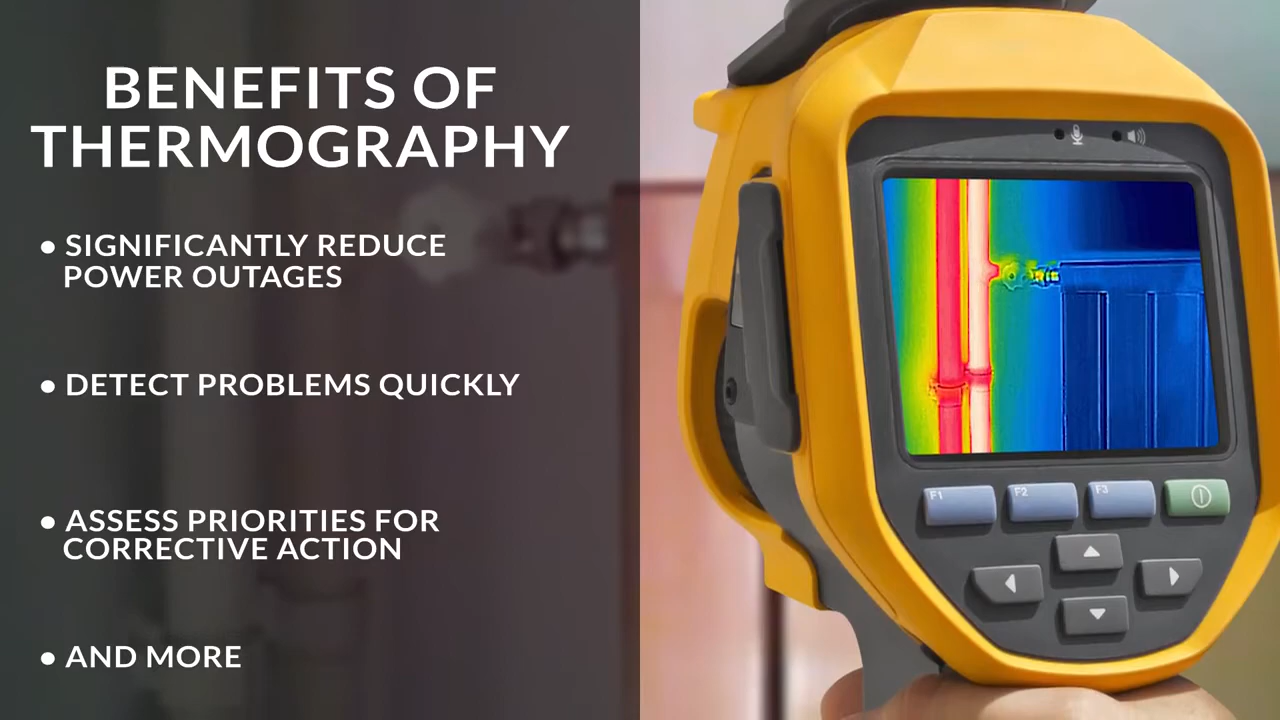 BENEFITS OF
THERMOGRAPHY
• SIGNIFICANTLY REDUCE
POWER OUTAGES
• DETECT PROBLEMS QUICKLY
• ASSESS PRIORITIES FOR
CORRECTIVE ACTION
• AND MORE
F1 F2 F3